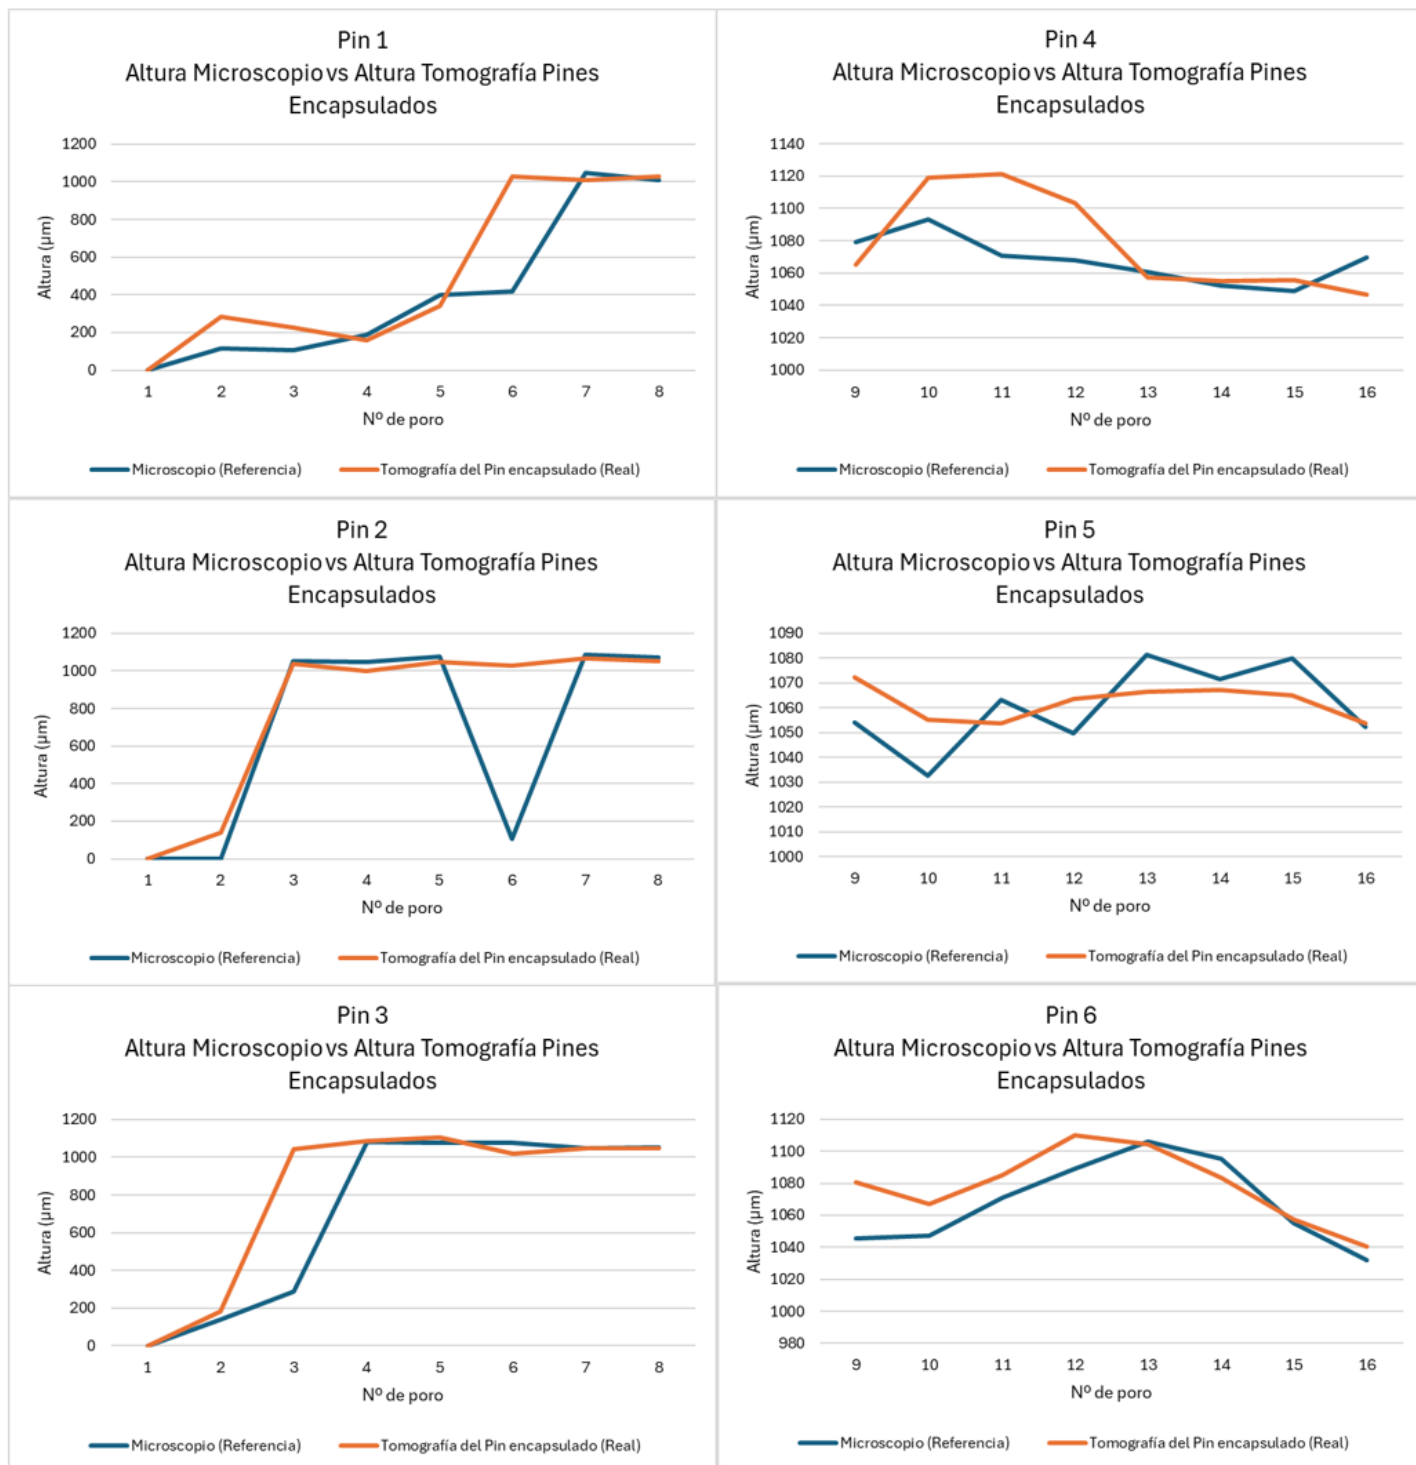 Pin 1
Altura Microscopio vs Altura Tomografía Pines
Encapsulados
1200
1000
800
600
400
200
0
Altura (µm)
1 2 3 4 5 6 7 8
Nº de poro
Microscopio (Referencia) Tomografía del Pin encapsulado (Real)
Pin 4
Altura Microscopio vs Altura Tomografía Pines
Encapsulados
1140
1120
1100
1080
1060
1040
1020
1000
Altura (µm)
9 10 11 12 13 14 15 16
Nº de poro
Microscopio (Referencia) Tomografía del Pin encapsulado (Real)
Pin 2
Altura Microscopio vs Altura Tomografía Pines
Encapsulados
1200
1000
800
600
400
200
0
Altura (µm)
1 2 3 4 5 6 7 8
Nº de poro
Microscopio (Referencia) Tomografía del Pin encapsulado (Real)
Pin 5
Altura Microscopio vs Altura Tomografía Pines
Encapsulados
1090
1080
1070
1060
1050
1040
1030
1020
1010
1000
Altura (µm)
9 10 11 12 13 14 15 16
Nº de poro
Microscopio (Referencia) Tomografía del Pin encapsulado (Real)
Pin 3
Altura Microscopio vs Altura Tomografía Pines
Encapsulados
1200
1000
800
600
400
200
0
Altura (µm)
1 2 3 4 5 6 7 8
Nº de poro
Microscopio (Referencia) Tomografía del Pin encapsulado (Real)
Pin 6
Altura Microscopio vs Altura Tomografía Pines
Encapsulados
1120
1100
1080
1060
1040
1020
1000
980
Altura (µm)
9 10 11 12 13 14 15 16
Nº de poro
Microscopio (Referencia) Tomografía del Pin encapsulado (Real)